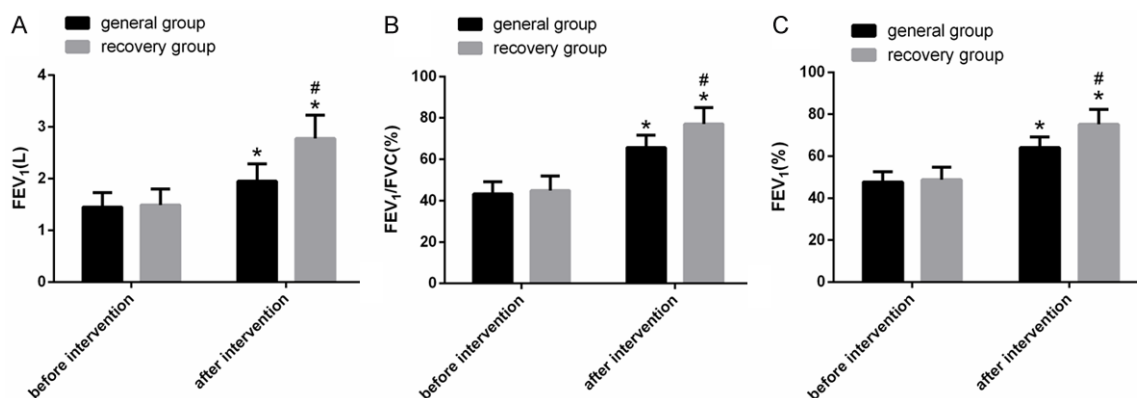 A
general group
recovery group
FEV₁(L)
4
3
2
1
0
*
#
*
before intervention
after intervention
B
general group
recovery group
FEV₁/FVC(%)
100
80
60
40
20
0
*
#
*
before intervention
after intervention
C
general group
recovery group
FEV₁(%)
100
80
60
40
20
0
*
#
*
before intervention
after intervention